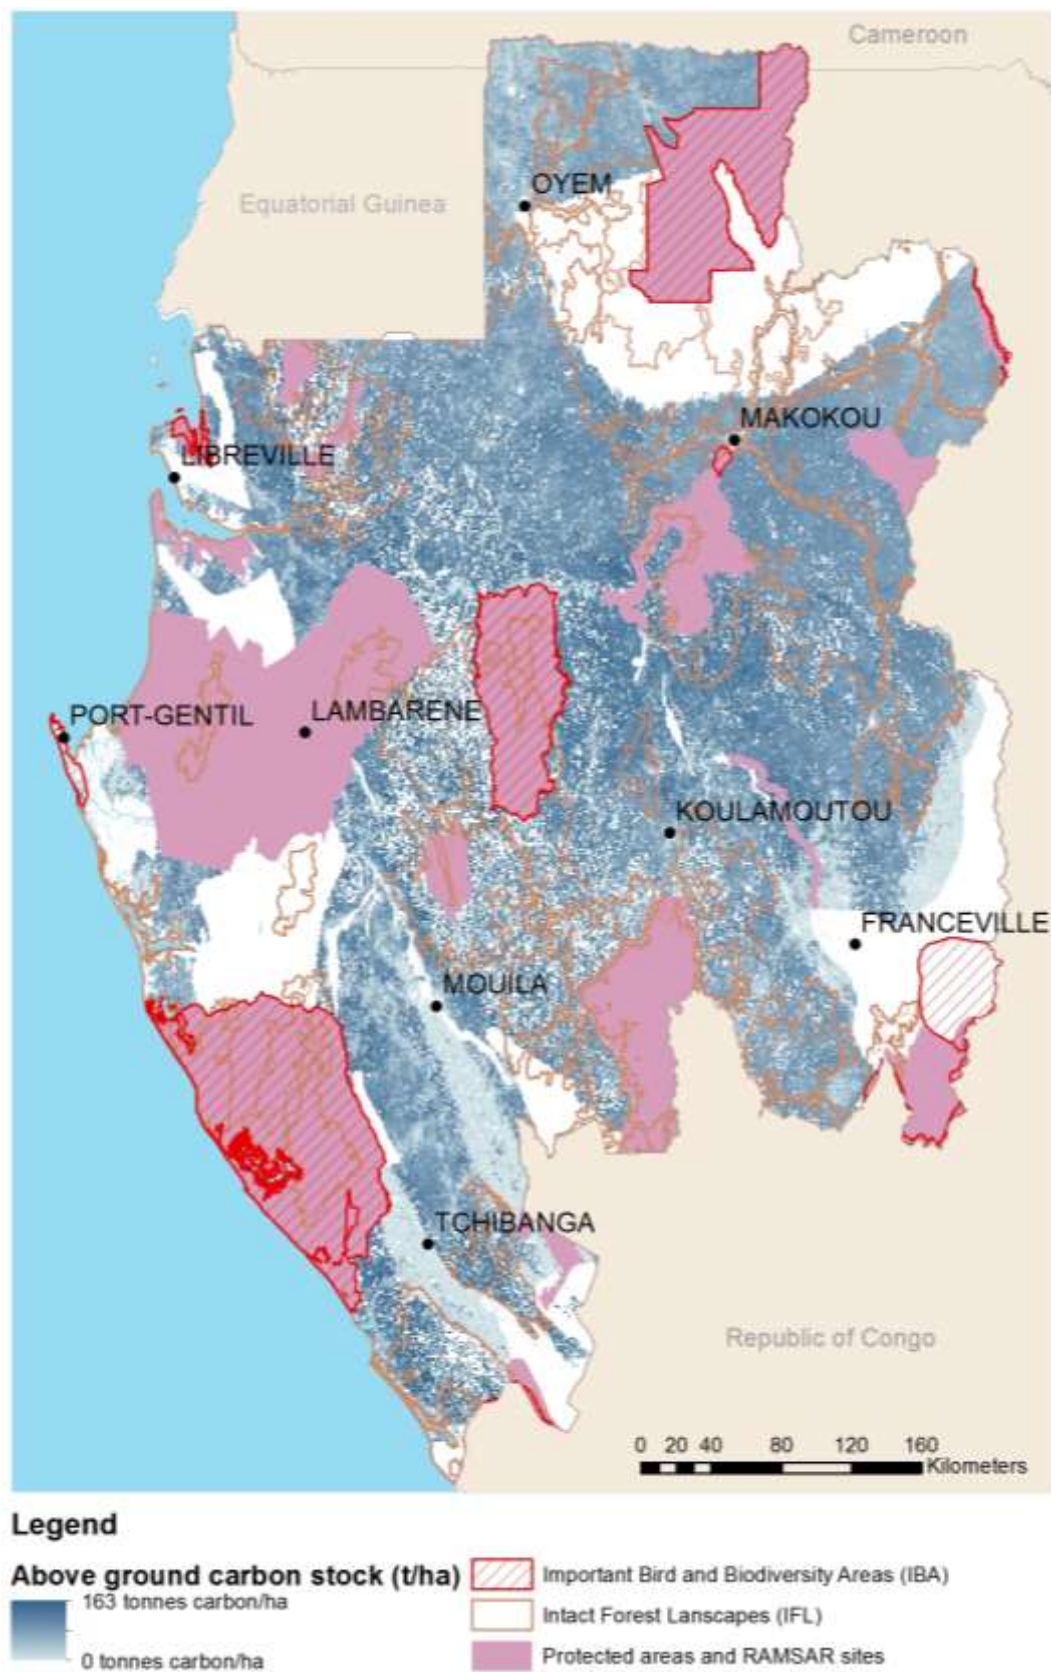 Cameroon
Equatorial Guinea
OYEM
MAKOKOU
LIBREVILLE
PORT-GENTIL
LAMBARENE
KOULAMOUTOU
FRANCEVILLE
MOUILA
TCHIBANGA
Republic of Congo
0 20 40 80 120 160
Kilometers
Legend
Above ground carbon stock (t/ha)
163 tonnes carbon/ha
0 tonnes carbon/ha
Important Bird and Biodiversity Areas (IBA)
Intact Forest Lanscapes (IFL)
Protected areas and RAMSAR sites